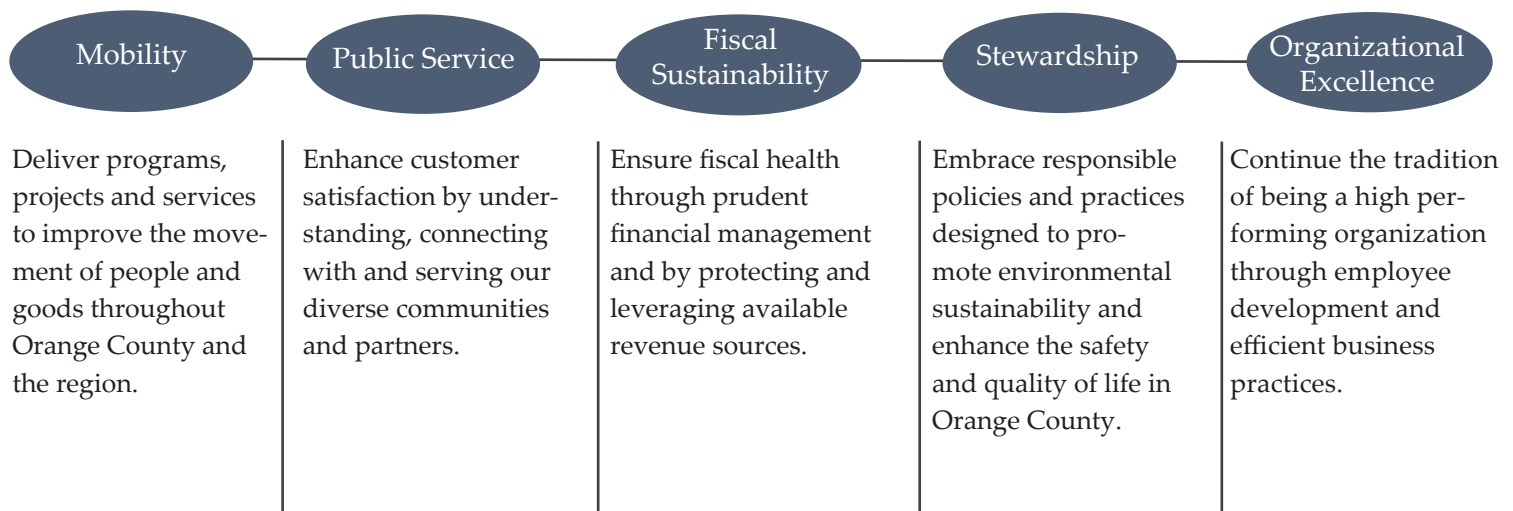 Mobility
Public Service
Fiscal
Sustainability
Stewardship
Organizational
Excellence
Deliver programs,
projects and services
to improve the move-
ment of people and
goods throughout
Orange County and
the region.
Enhance customer
satisfaction by under-
standing, connecting
with and serving our
diverse communities
and partners.
Ensure fiscal health
through prudent
financial management
and by protecting and
leveraging available
revenue sources.
Embrace responsible
policies and practices
designed to pro-
mote environmental
sustainability and
enhance the safety
and quality of life in
Orange County.
Continue the tradition
of being a high per-
forming organization
through employee
development and
efficient business
practices.